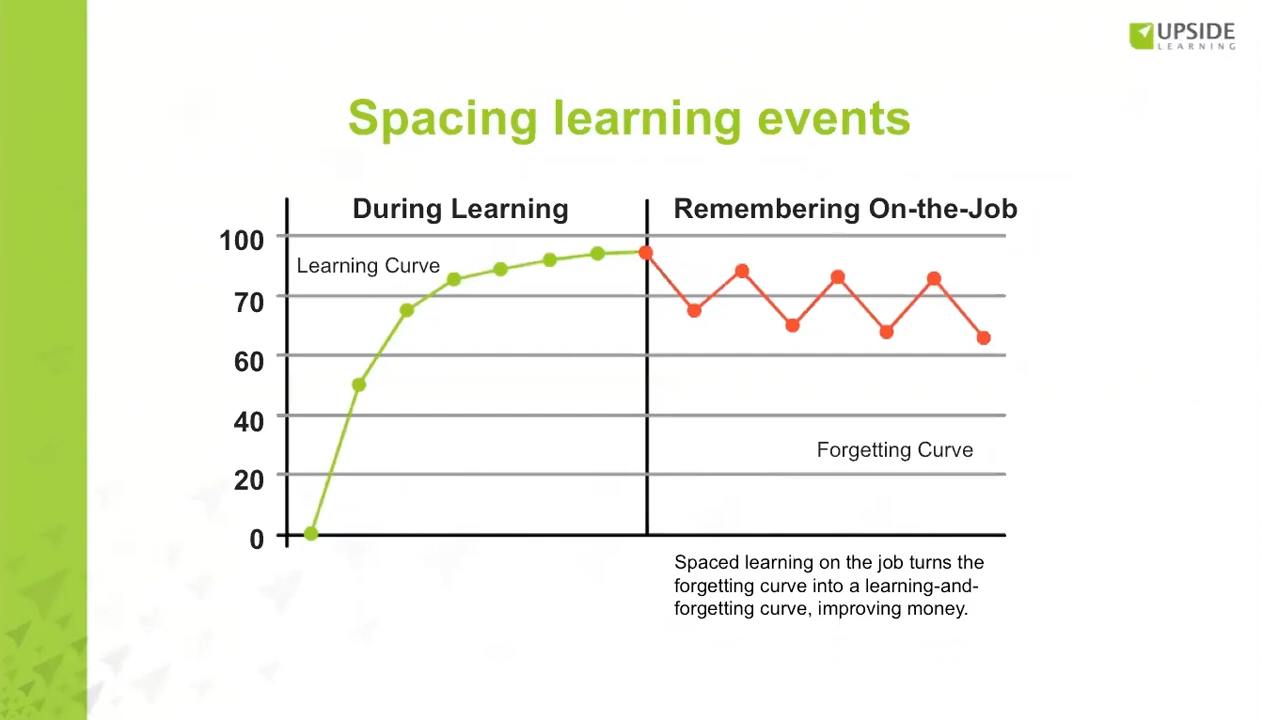 UPSIDE
LEARNING
Spacing learning events
During Learning
Remembering On-the-Job
100
Learning Curve
70
60
40
Forgetting Curve
20
0
Spaced learning on the job turns the
forgetting curve into a learning-and-
forgetting curve, improving money.